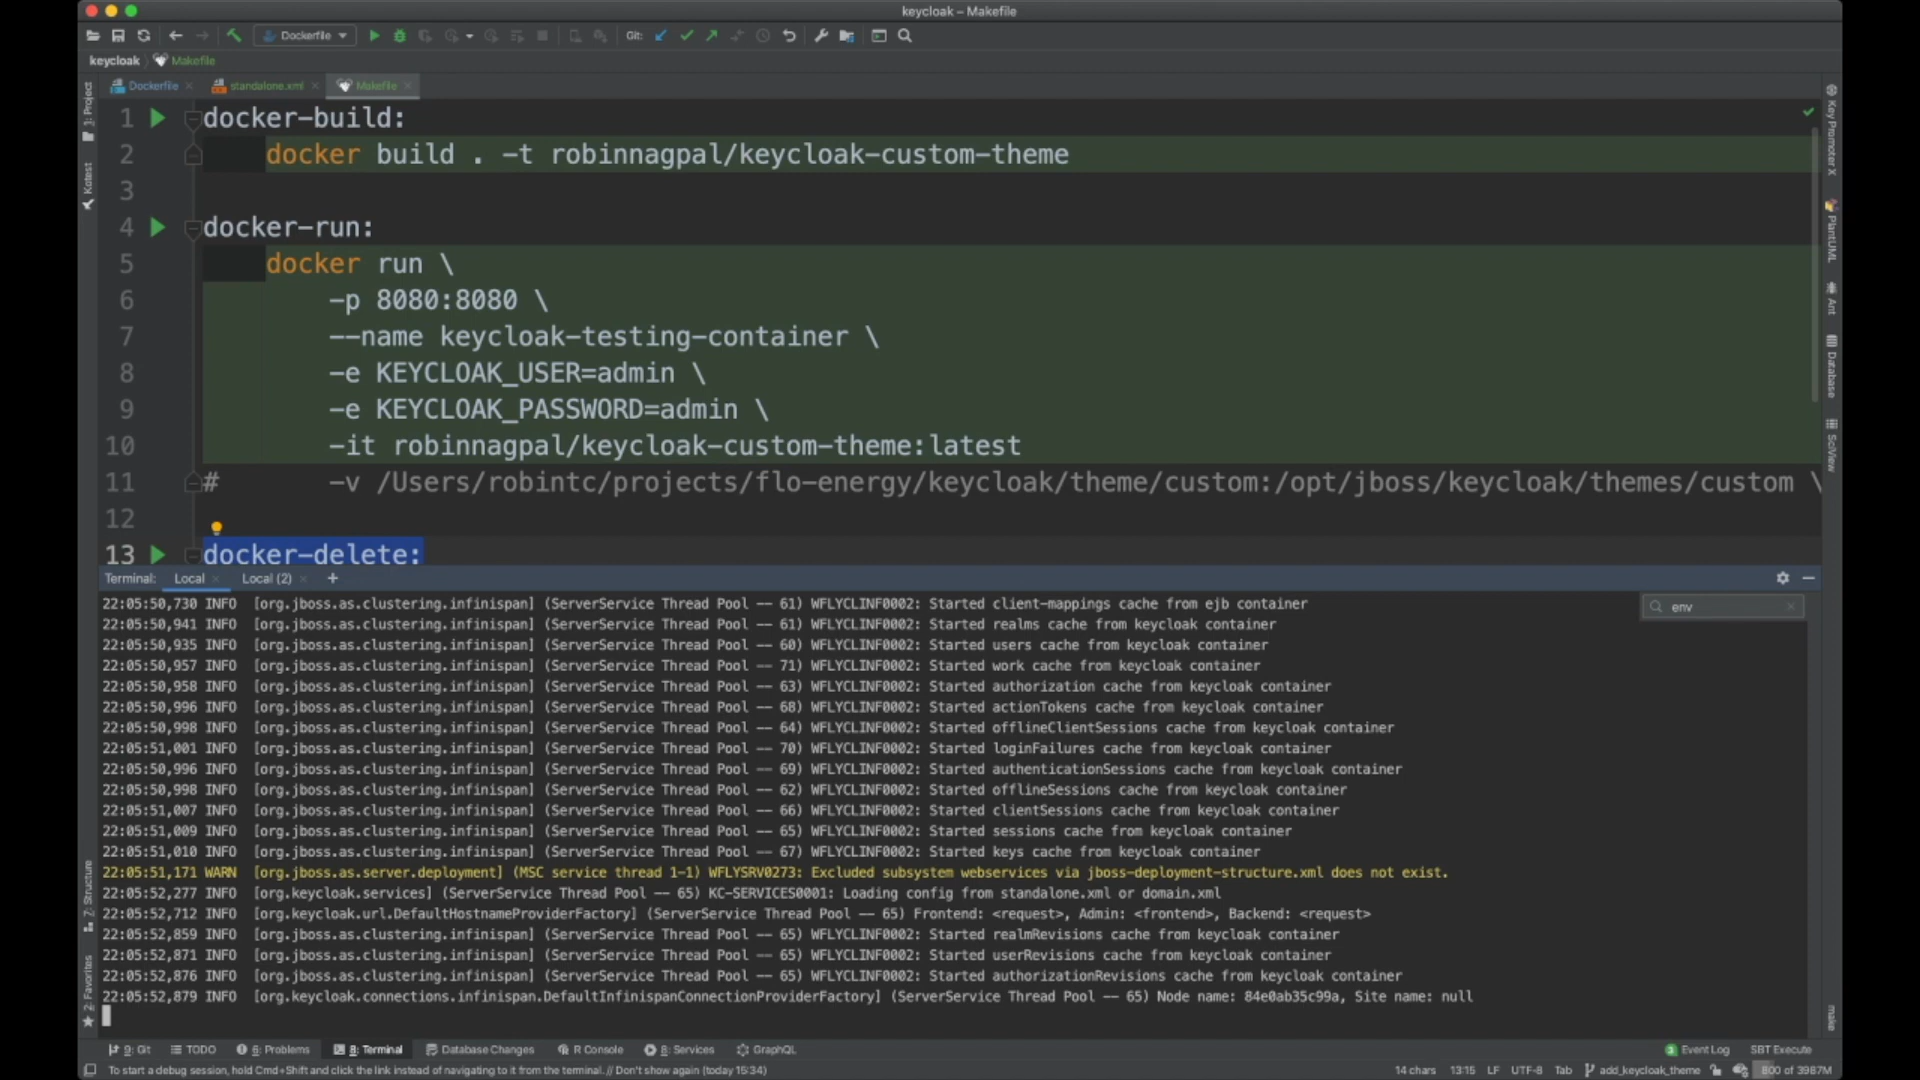 keycloak – Makefile
Dockerfile
Git:
keycloak
Makefile
Dockerfile
standalone.xml
Makefile
1: Project
Kotest
1 docker-build:
2 docker build . -t robinnagpal/keycloak-custom-theme
3
4 docker-run:
5 docker run \
6 -p 8080:8080 \
7 --name keycloak-testing-container \
8 -e KEYCLOAK_USER=admin \
9 -e KEYCLOAK_PASSWORD=admin \
10 -it robinnagpal/keycloak-custom-theme:latest
11 # -v /Users/robintc/projects/flo-energy/keycloak/theme/custom:/opt/jboss/keycloak/themes/custom \
12
13 docker-delete:
Key Promoter X
PlantUML
Ant
Database
SciView
Terminal: Local Local (2) +
env
22:05:50,730 INFO [org.jboss.as.clustering.infinispan] (ServerService Thread Pool -- 61) WFLYCLINF0002: Started client-mappings cache from ejb container
22:05:50,941 INFO [org.jboss.as.clustering.infinispan] (ServerService Thread Pool -- 61) WFLYCLINF0002: Started realms cache from keycloak container
22:05:50,935 INFO [org.jboss.as.clustering.infinispan] (ServerService Thread Pool -- 60) WFLYCLINF0002: Started users cache from keycloak container
22:05:50,957 INFO [org.jboss.as.clustering.infinispan] (ServerService Thread Pool -- 71) WFLYCLINF0002: Started work cache from keycloak container
22:05:50,958 INFO [org.jboss.as.clustering.infinispan] (ServerService Thread Pool -- 63) WFLYCLINF0002: Started authorization cache from keycloak container
22:05:50,996 INFO [org.jboss.as.clustering.infinispan] (ServerService Thread Pool -- 68) WFLYCLINF0002: Started actionTokens cache from keycloak container
22:05:50,998 INFO [org.jboss.as.clustering.infinispan] (ServerService Thread Pool -- 64) WFLYCLINF0002: Started offlineClientSessions cache from keycloak container
22:05:51,001 INFO [org.jboss.as.clustering.infinispan] (ServerService Thread Pool -- 70) WFLYCLINF0002: Started loginFailures cache from keycloak container
22:05:50,996 INFO [org.jboss.as.clustering.infinispan] (ServerService Thread Pool -- 69) WFLYCLINF0002: Started authenticationSessions cache from keycloak container
22:05:50,998 INFO [org.jboss.as.clustering.infinispan] (ServerService Thread Pool -- 62) WFLYCLINF0002: Started offlineSessions cache from keycloak container
22:05:51,007 INFO [org.jboss.as.clustering.infinispan] (ServerService Thread Pool -- 66) WFLYCLINF0002: Started clientSessions cache from keycloak container
22:05:51,009 INFO [org.jboss.as.clustering.infinispan] (ServerService Thread Pool -- 65) WFLYCLINF0002: Started sessions cache from keycloak container
22:05:51,010 INFO [org.jboss.as.clustering.infinispan] (ServerService Thread Pool -- 67) WFLYCLINF0002: Started keys cache from keycloak container
22:05:51,171 WARN [org.jboss.as.server.deployment] (MSC service thread 1-1) WFLYSRV0273: Excluded subsystem webservices via jboss-deployment-structure.xml does not exist.
22:05:52,277 INFO [org.keycloak.services] (ServerService Thread Pool -- 65) KC-SERVICES0001: Loading config from standalone.xml or domain.xml
22:05:52,712 INFO [org.keycloak.url.DefaultHostnameProviderFactory] (ServerService Thread Pool -- 65) Frontend: <request>, Admin: <frontend>, Backend: <request>
22:05:52,859 INFO [org.jboss.as.clustering.infinispan] (ServerService Thread Pool -- 65) WFLYCLINF0002: Started realmRevisions cache from keycloak container
22:05:52,871 INFO [org.jboss.as.clustering.infinispan] (ServerService Thread Pool -- 65) WFLYCLINF0002: Started userRevisions cache from keycloak container
22:05:52,876 INFO [org.jboss.as.clustering.infinispan] (ServerService Thread Pool -- 65) WFLYCLINF0002: Started authorizationRevisions cache from keycloak container
22:05:52,879 INFO [org.keycloak.connections.infinispan.DefaultInfinispanConnectionProviderFactory] (ServerService Thread Pool -- 65) Node name: 84e0ab35c99a, Site name: null
7: Structure
2: Favorites
make
9: Git TODO 6: Problems 8: Terminal Database Changes R Console 8: Services GraphQL 3 Event Log SBT Execute
To start a debug session, hold Cmd+Shift and click the link instead of navigating to it from the terminal. // Don't show again (today 15:34) 14 chars 13:15 LF UTF-8 Tab add_keycloak_theme 800 of 3987M